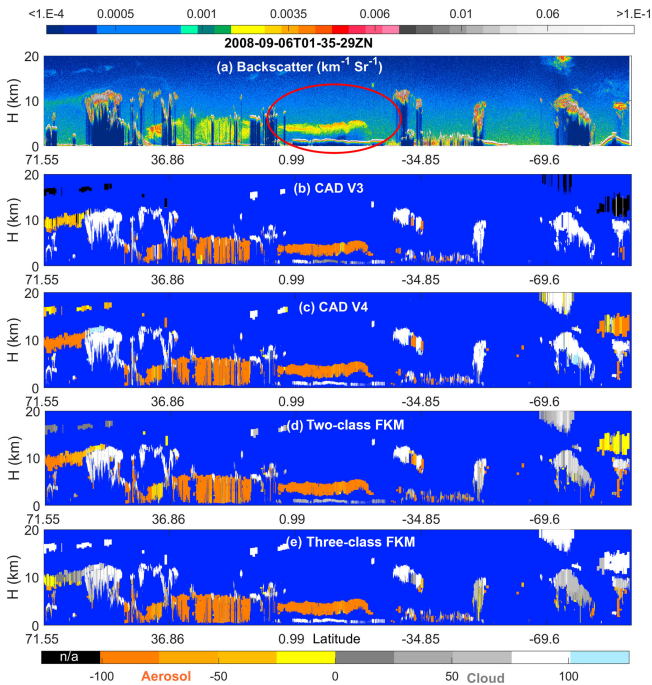 <1.E-4 0.0005 0.001 0.0035 0.006 0.01 0.06 >1.E-1
2008-09-06T01-35-29ZN
(a) Backscatter (km⁻¹ Sr⁻¹)
H (km)
20
10
0
71.55 36.86 0.99 -34.85 -69.6
(b) CAD V3
H (km)
20
10
0
71.55 36.86 0.99 -34.85 -69.6
(c) CAD V4
H (km)
20
10
0
71.55 36.86 0.99 -34.85 -69.6
(d) Two-class FKM
H (km)
20
10
0
71.55 36.86 0.99 -34.85 -69.6
(e) Three-class FKM
H (km)
20
10
0
71.55 36.86 0.99 Latitude -34.85 -69.6
n/a
-100 Aerosol -50 0 50 Cloud 100